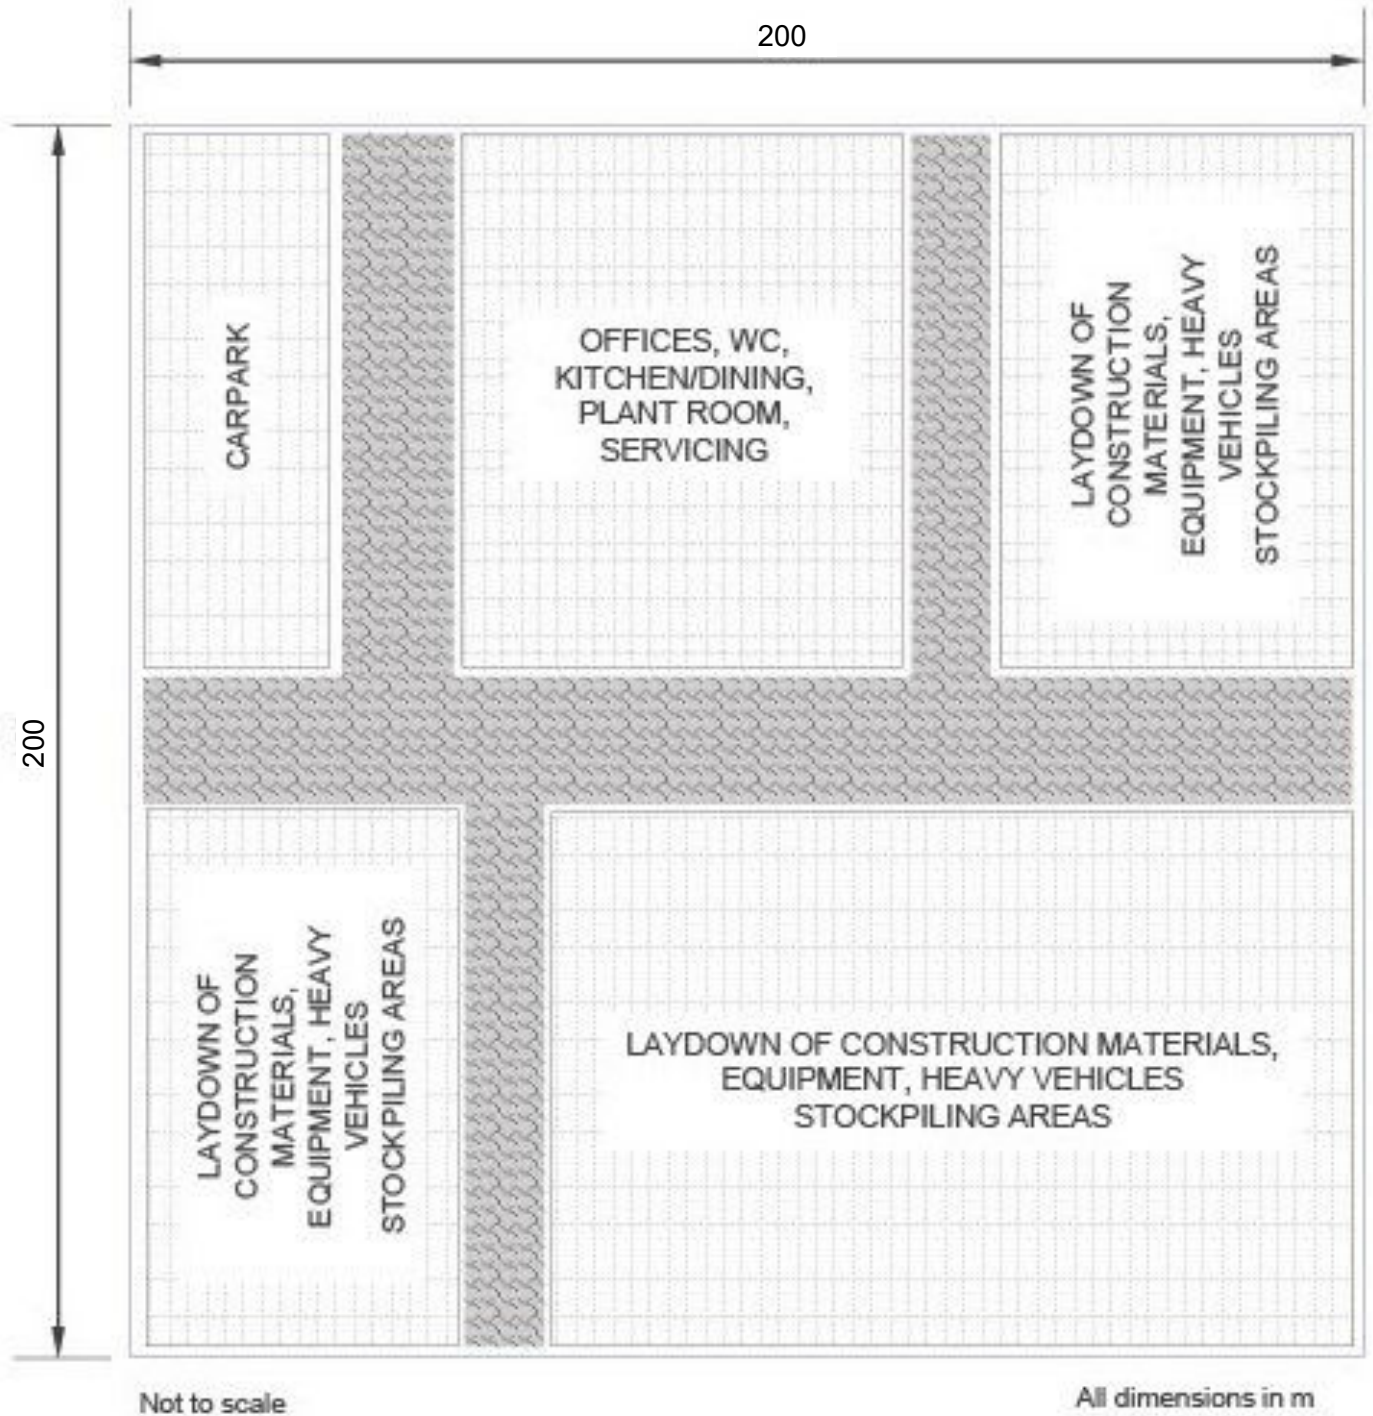 200
200
CARPARK
OFFICES, WC,
KITCHEN/DINING,
PLANT ROOM,
SERVICING
LAYDOWN OF
CONSTRUCTION
MATERIALS,
EQUIPMENT, HEAVY
VEHICLES
STOCKPILING AREAS
LAYDOWN OF
CONSTRUCTION
MATERIALS,
EQUIPMENT, HEAVY
VEHICLES
STOCKPILING AREAS
LAYDOWN OF CONSTRUCTION MATERIALS,
EQUIPMENT, HEAVY VEHICLES
STOCKPILING AREAS
Not to scale
All dimensions in m